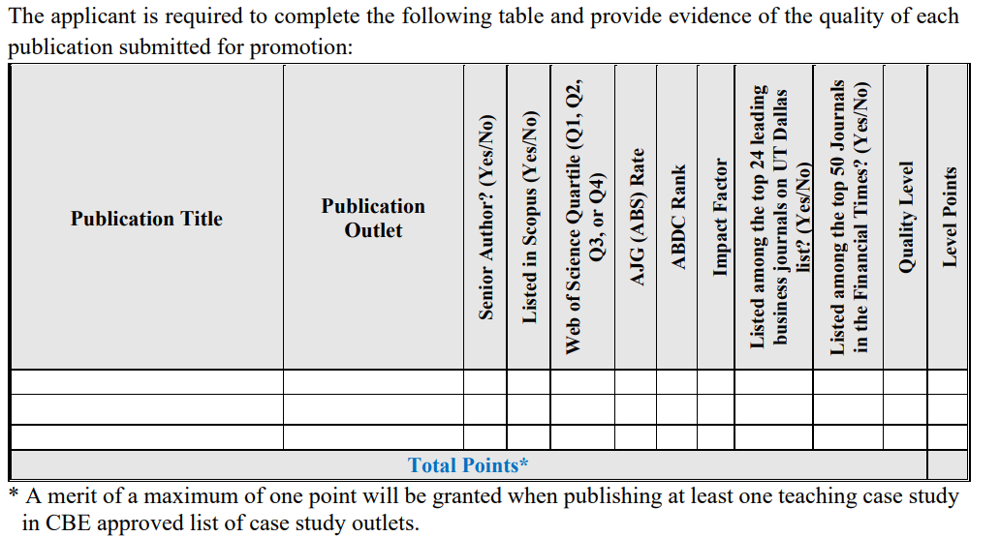 The applicant is required to complete the following table and provide evidence of the quality of each
publication submitted for promotion:
Publication Title
Publication
Outlet
Senior Author? (Yes/No)
Listed in Scopus (Yes/No)
Web of Science Quartile (Q1, Q2,
Q3, or Q4)
AJG (ABS) Rate
ABDC Rank
Impact Factor
Listed among the top 24 leading
business journals on UT Dallas
list? (Yes/No)
Listed among the top 50 Journals
in the Financial Times? (Yes/No)
Quality Level
Level Points
Total Points*
* A merit of a maximum of one point will be granted when publishing at least one teaching case study
in CBE approved list of case study outlets.